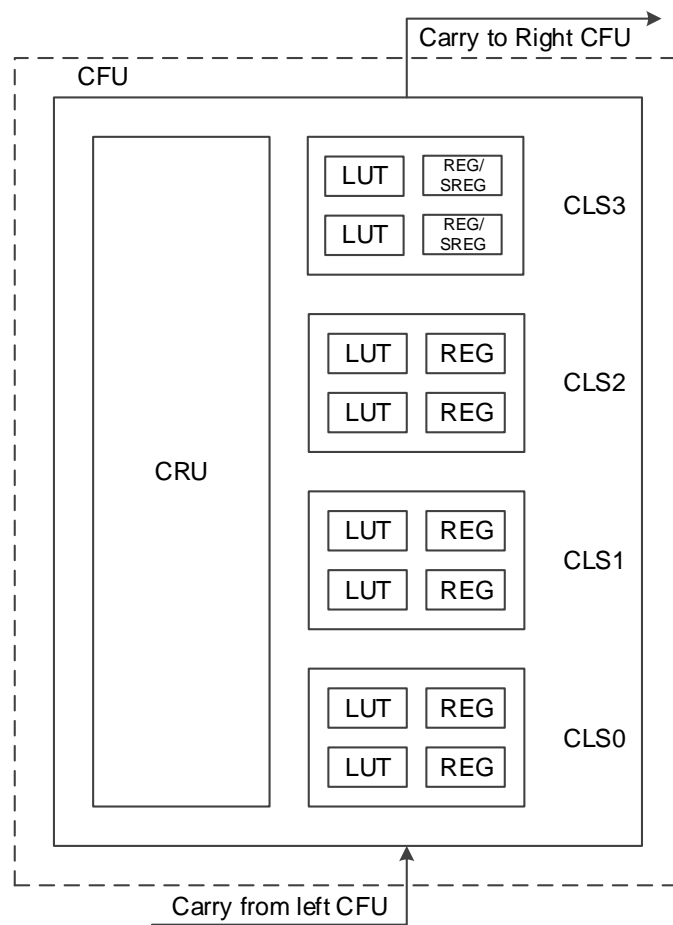 Carry to Right CFU
CFU
LUT REG/
SREG
LUT REG/
SREG
CLS3
LUT REG
LUT REG
CLS2
CRU
LUT REG
LUT REG
CLS1
LUT REG
LUT REG
CLS0
Carry from left CFU